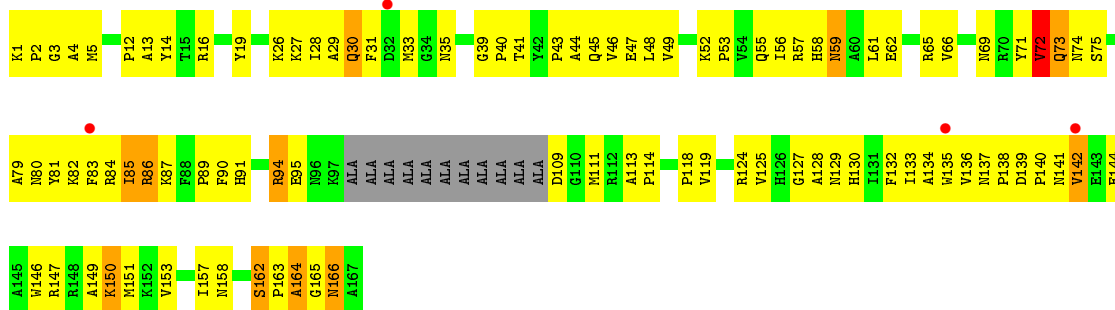 K1 P2 G3 A4 M5 P12 A13 Y14 T15 R16 Y19 K26 K27 I28 A29 Q30 F31 D32 M33 G34 N35 G39 P40 T41 Y42 P43 A44 Q45 V46 E47 L48 V49 K52 P53 V54 Q55 I56 R57 H58 N59 A60 L61 E62 R65 V66 N69 R70 Y71 V72 Q73 N74 S75
A79 N80 Y81 K82 F83 R84 I85 R86 K87 F88 P89 F90 H91 R94 E95 N96 K97 ALA ALA ALA ALA ALA ALA ALA ALA ALA ALA D109 G110 M111 R112 A113 P114 P118 V119 R124 V125 H126 G127 A128 N129 H130 I131 F132 I133 A134 W135 V136 N137 P138 D139 P140 N141 V142 E143 E144
A145 W146 R147 R148 A149 K150 M151 K152 V153 I157 N158 S162 P163 A164 G165 N166 A167